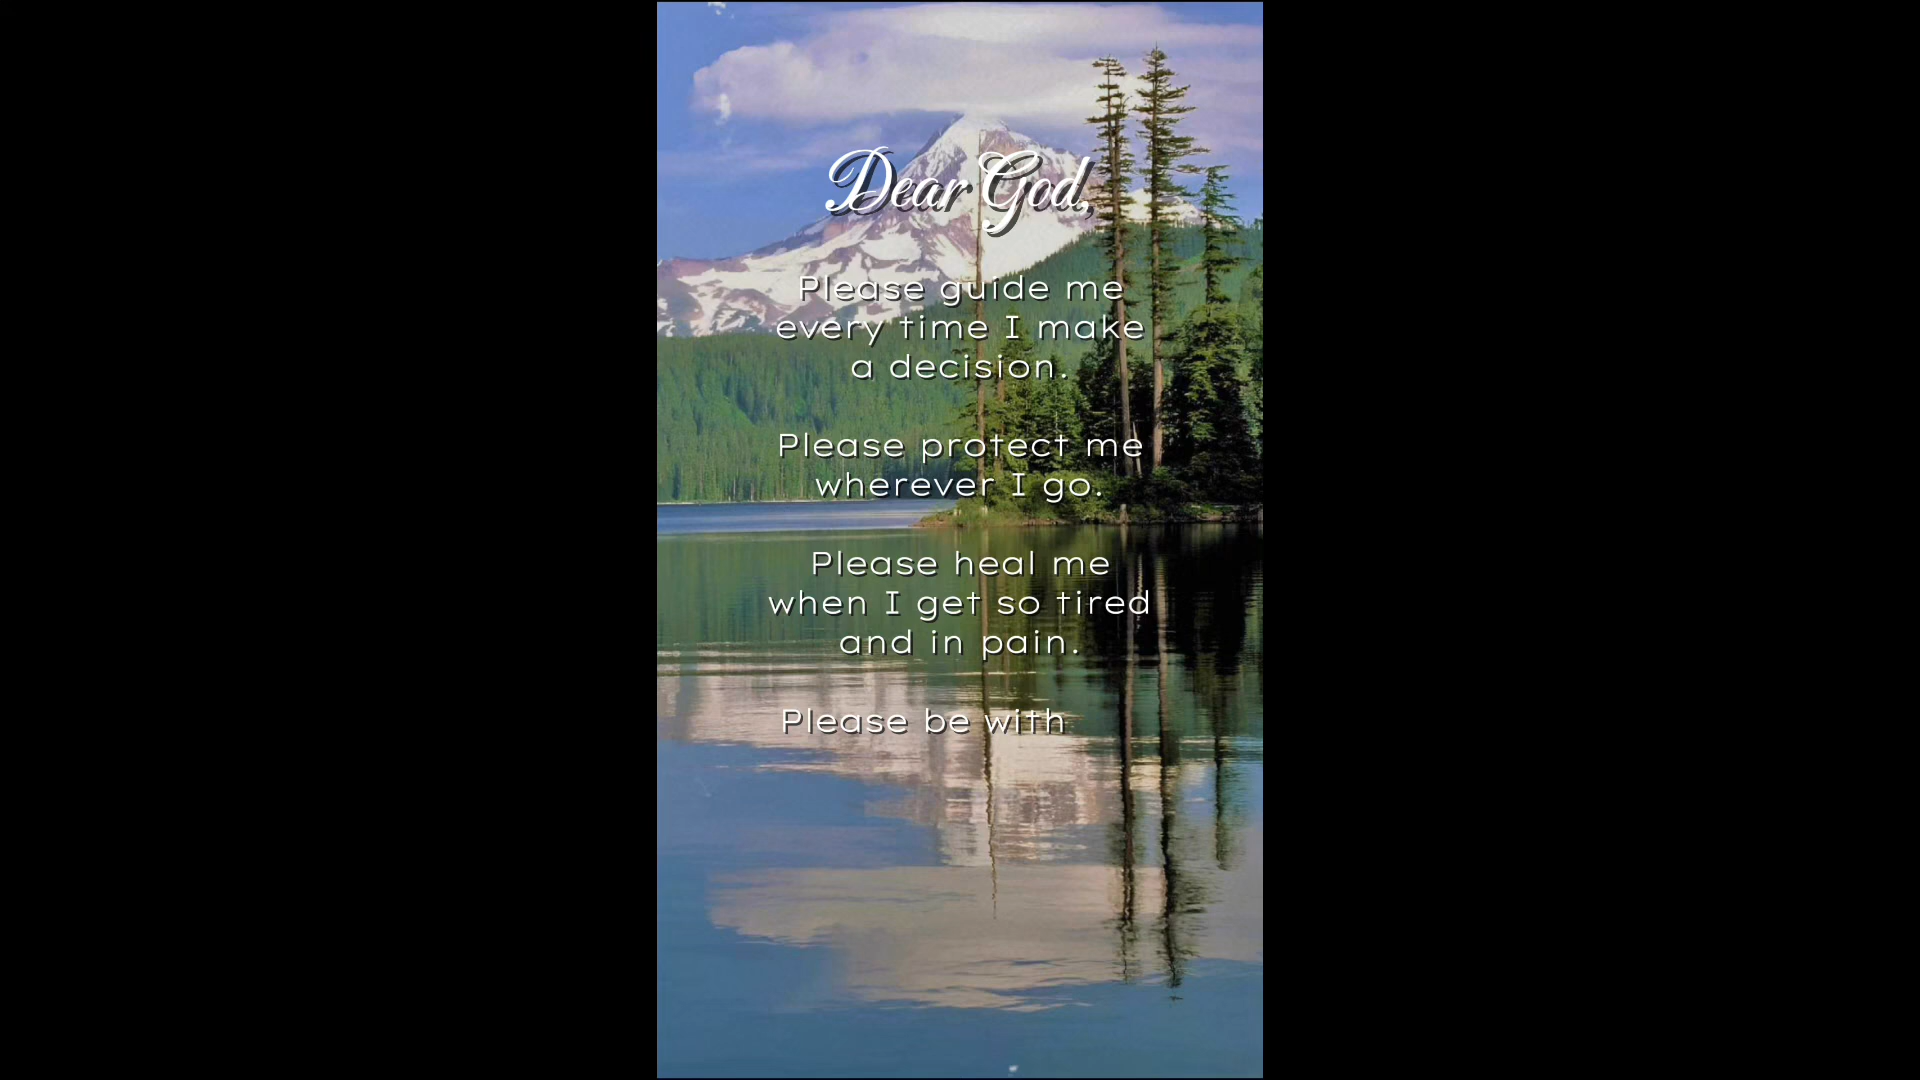 Dear God,
Please guide me
every time I make
a decision.
Please protect me
wherever I go.
Please heal me
when I get so tired
and in pain.
Please be with